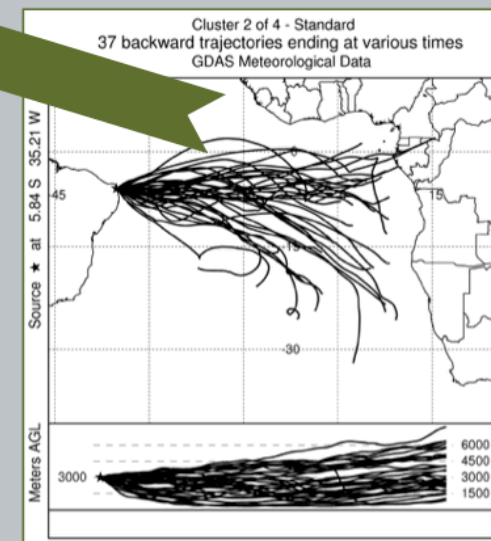 Cluster 2 of 4 - Standard
37 backward trajectories ending at various times
GDAS Meteorological Data
Source ★ at 5.84 S 35.21 W
0
45
15
-15
-30
Meters AGL
3000
6000
4500
3000
1500